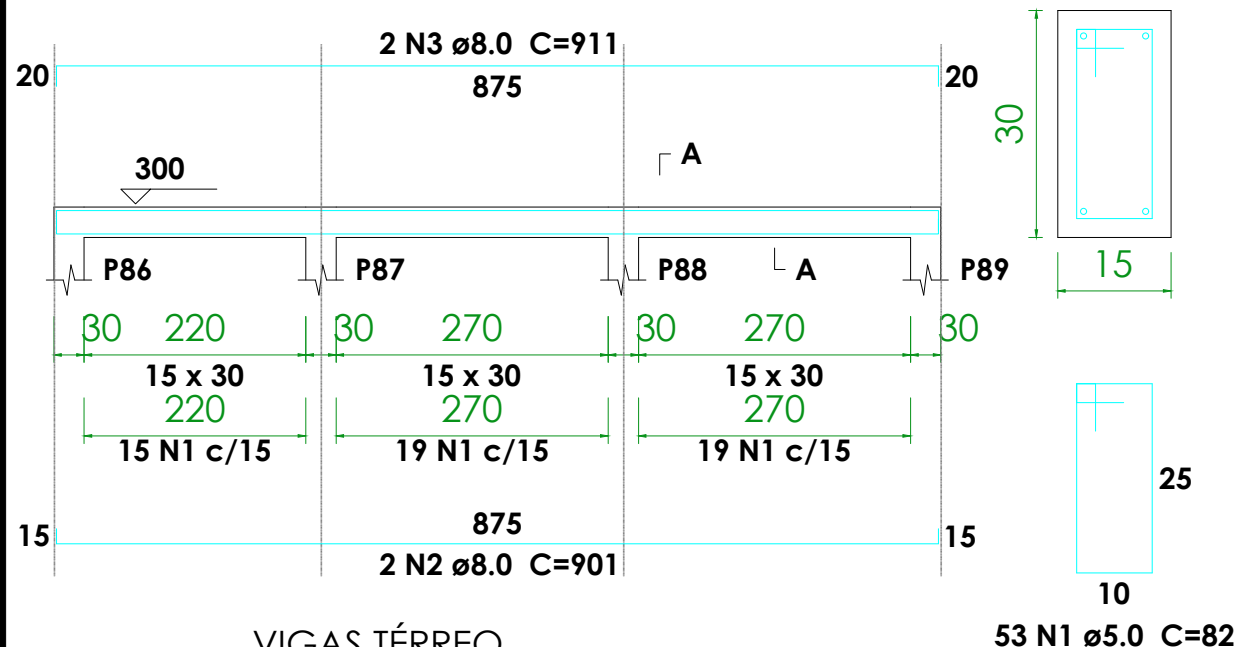 2 N3 ø8.0 C=911
20 875 20
30
A
300
15
P86 P87 P88 A P89
30 220 30 270 30 270 30
15 x 30 15 x 30 15 x 30
220 270 270
15 N1 c/15 19 N1 c/15 19 N1 c/15
25
15 875 15
2 N2 ø8.0 C=901
10
53 N1 ø5.0 C=82
VIGAS TÉRREO